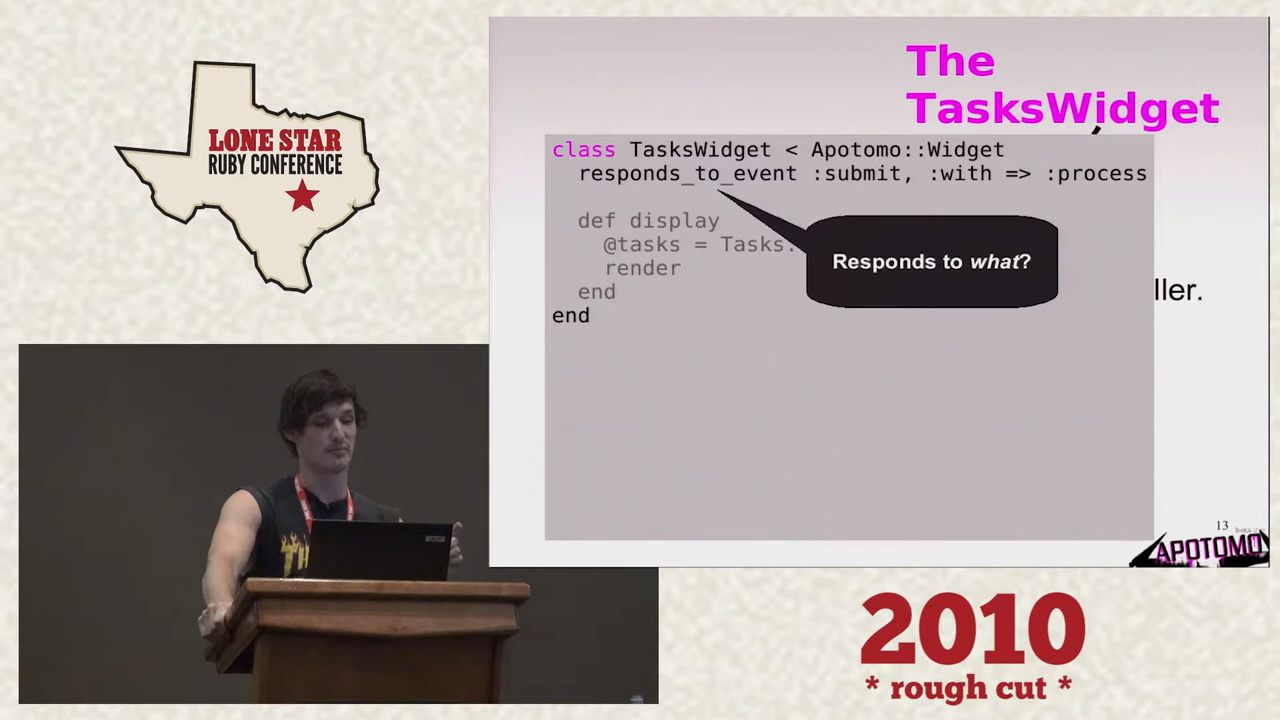 LONE STAR
RUBY CONFERENCE
The
TasksWidget
class TasksWidget < Apotomo::Widget
responds_to_event :submit, :with => :process
def display
@tasks = Tasks.
render
end
end
Responds to what?
ller.
13
APOTOMO
2010
* rough cut *